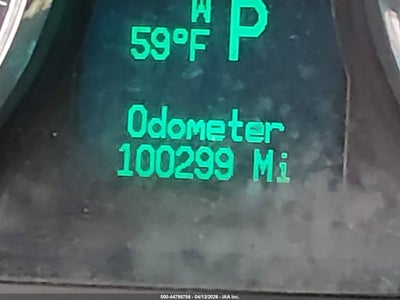 W
59°F P
Odometer
100299 Mi
000-44790786 - 04/13/2026 - IAA Inc.